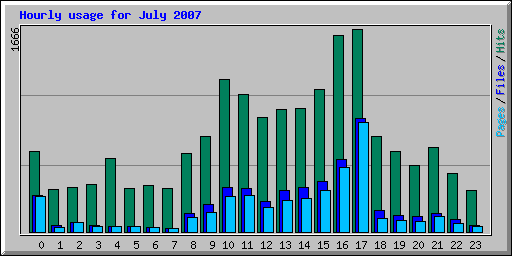 Hourly usage for July 2007
1666
Pages / Files / Hits
0 1 2 3 4 5 6 7 8 9 10 11 12 13 14 15 16 17 18 19 20 21 22 23